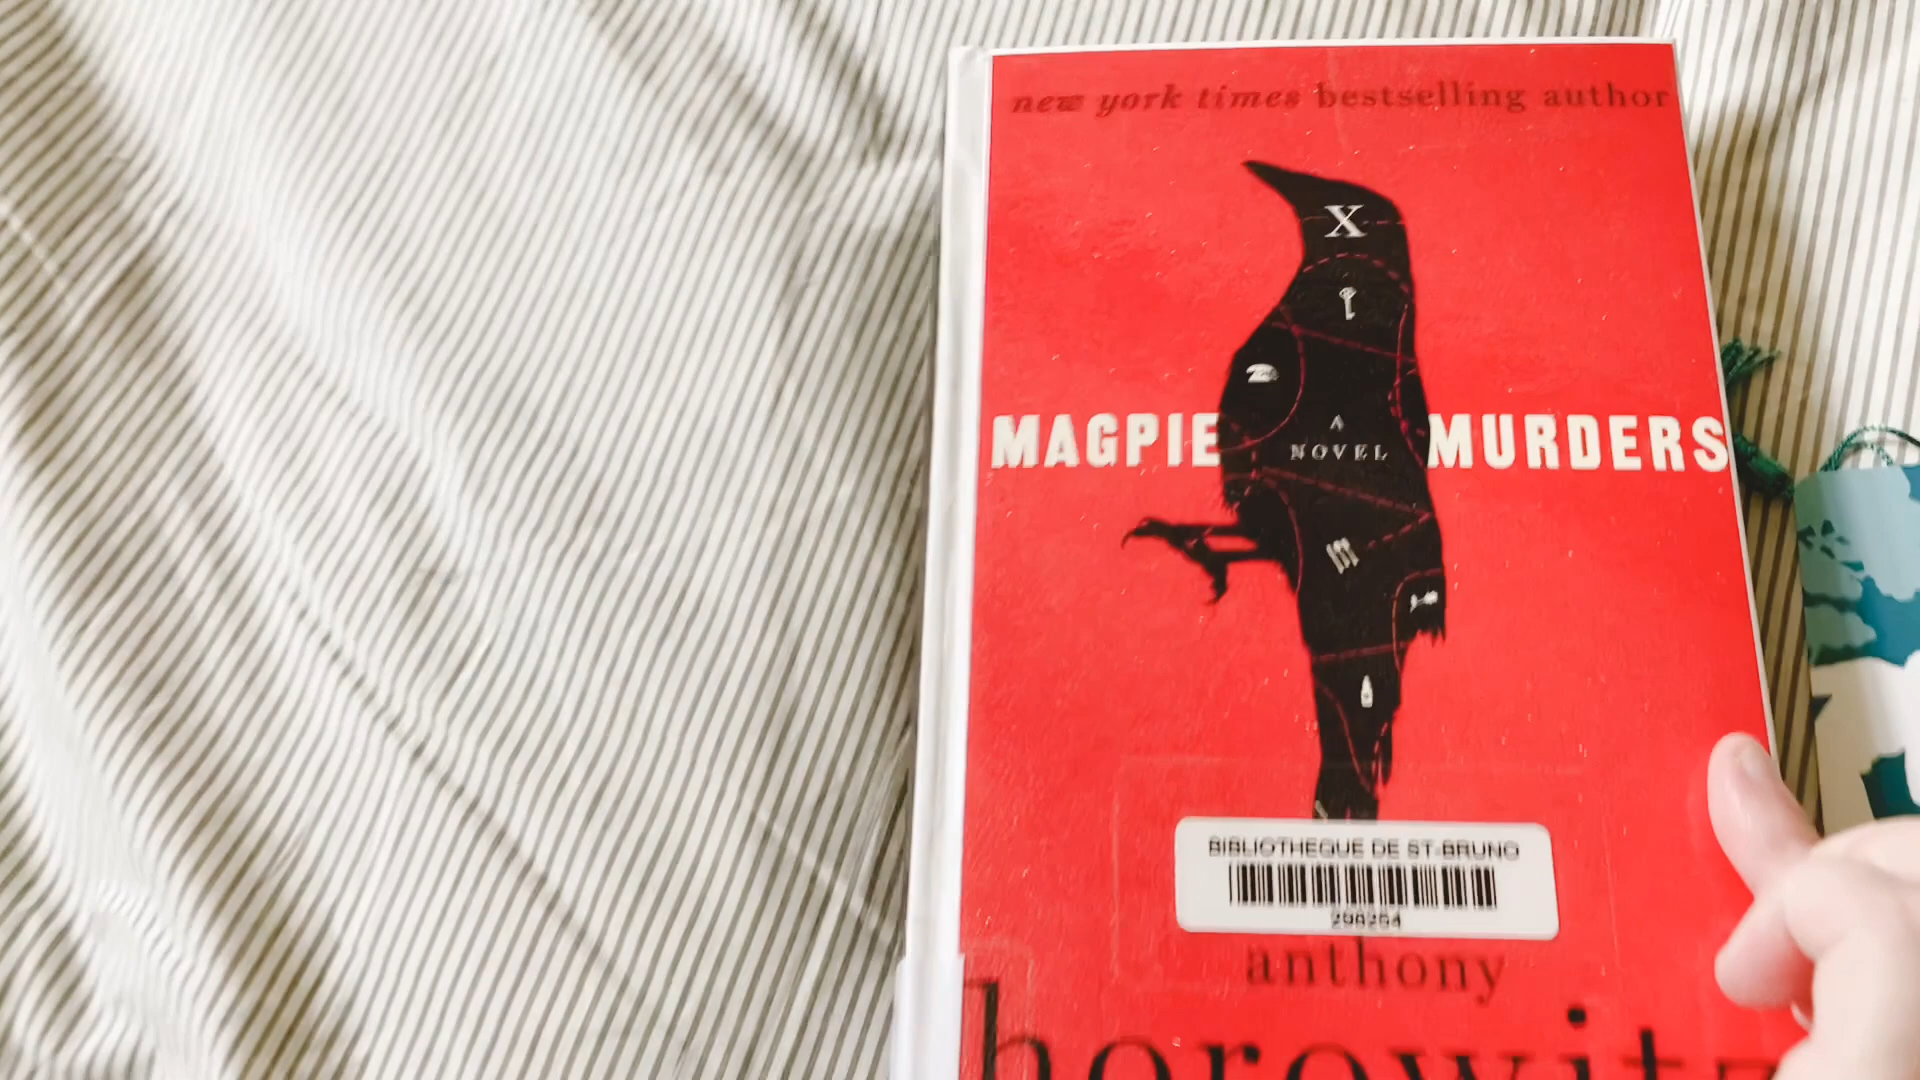 new york times bestselling author
X
MAGPIE MURDERS
A
NOVEL
BIBLIOTHEQUE DE ST-BRUNO
298254
anthony
horowitz